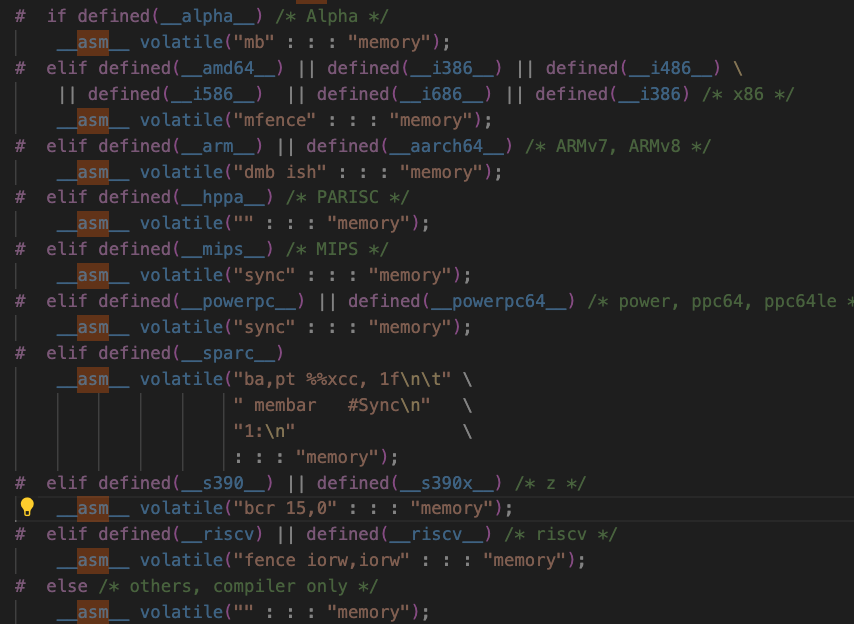 # if defined(__alpha__) /* Alpha */
__asm__ volatile("mb" : : : "memory");
# elif defined(__amd64__) || defined(__i386__) || defined(__i486__) \
|| defined(__i586__) || defined(__i686__) || defined(__i386) /* x86 */
__asm__ volatile("mfence" : : : "memory");
# elif defined(__arm__) || defined(__aarch64__) /* ARMv7, ARMv8 */
__asm__ volatile("dmb ish" : : : "memory");
# elif defined(__hppa__) /* PARISC */
__asm__ volatile("" : : : "memory");
# elif defined(__mips__) /* MIPS */
__asm__ volatile("sync" : : : "memory");
# elif defined(__powerpc__) || defined(__powerpc64__) /* power, ppc64, ppc64le *
__asm__ volatile("sync" : : : "memory");
# elif defined(__sparc__)
__asm__ volatile("ba,pt %%xcc, 1f\n\t" \
" membar #Sync\n" \
"1:\n" \
: : : "memory");
# elif defined(__s390__) || defined(__s390x__) /* z */
__asm__ volatile("bcr 15,0" : : : "memory");
# elif defined(__riscv) || defined(__riscv__) /* riscv */
__asm__ volatile("fence iorw,iorw" : : : "memory");
# else /* others, compiler only */
__asm__ volatile("" : : : "memory");